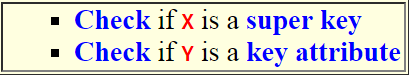 Check if X is a super key
Check if Y is a key attribute